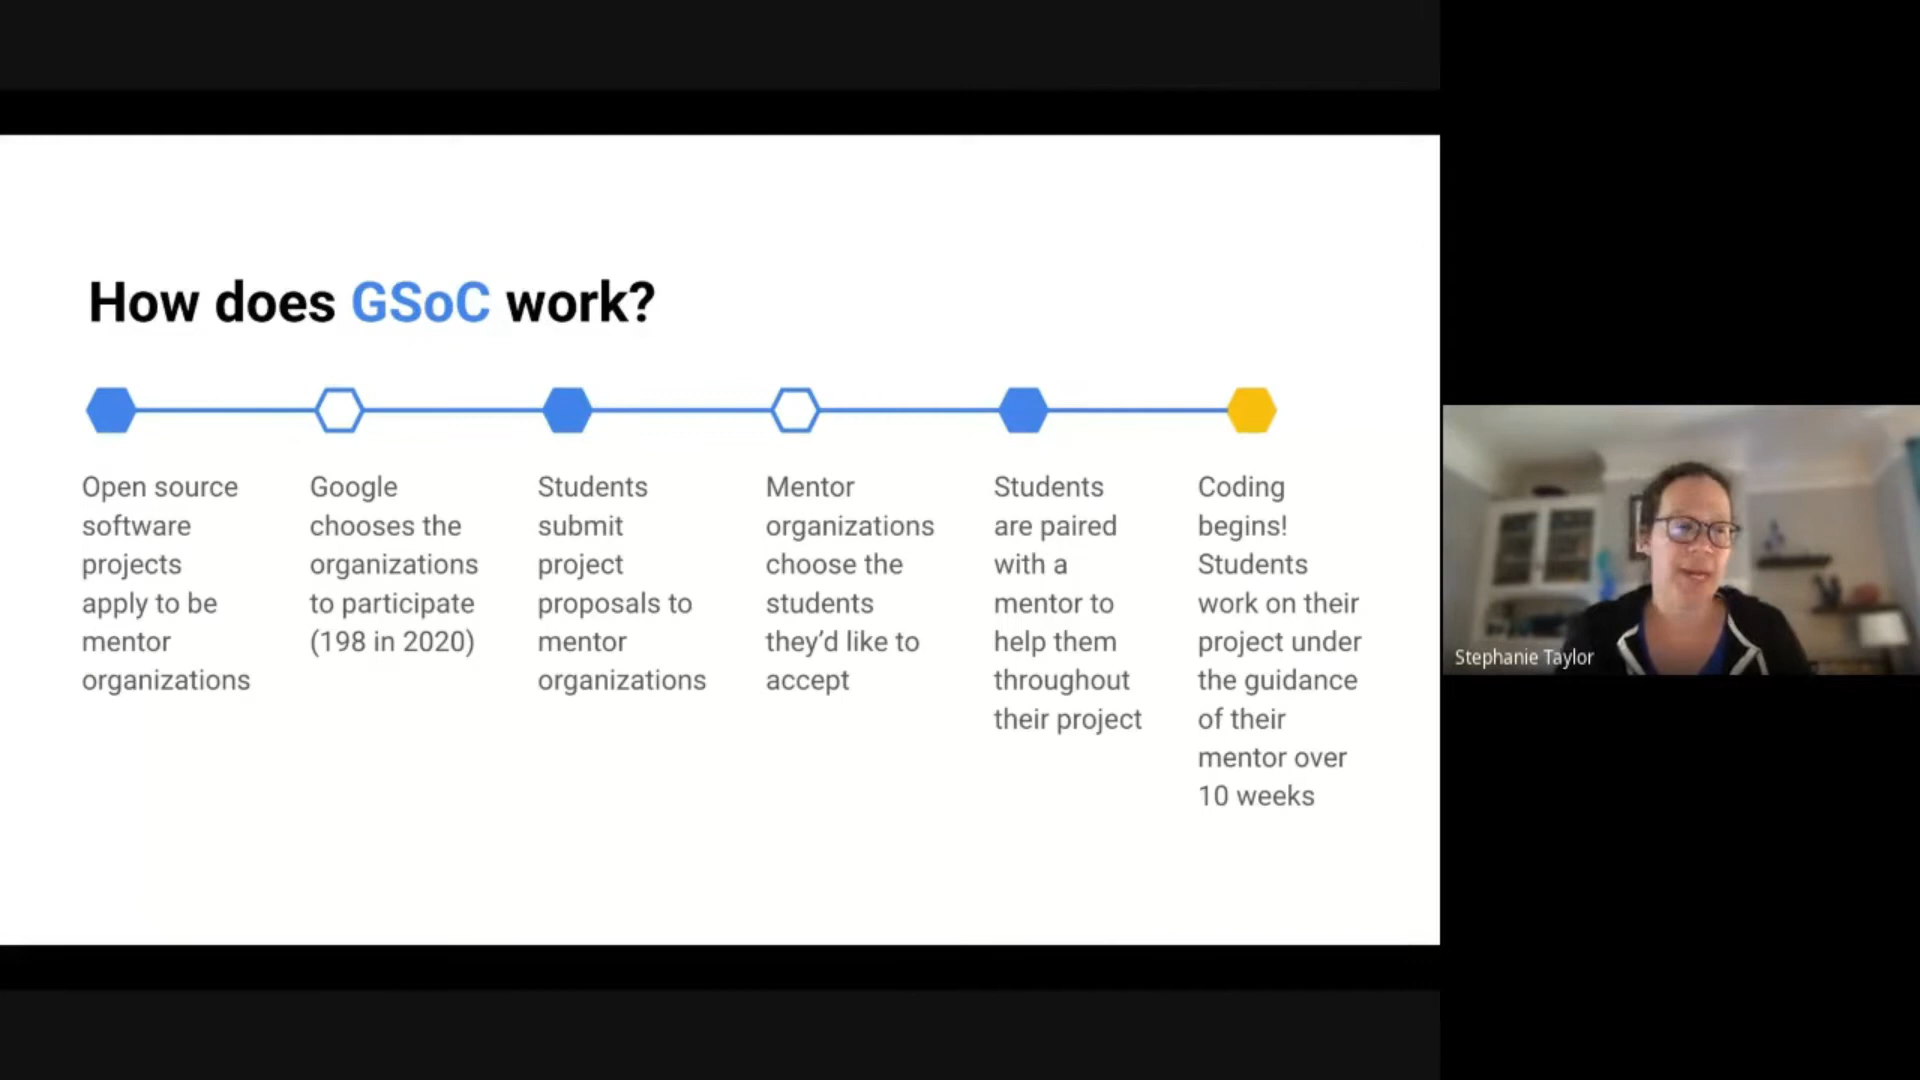 How does GSoC work?
Open source
software
projects
apply to be
mentor
organizations
Google
chooses the
organizations
to participate
(198 in 2020)
Students
submit
project
proposals to
mentor
organizations
Mentor
organizations
choose the
students
they’d like to
accept
Students
are paired
with a
mentor to
help them
throughout
their project
Coding
begins!
Students
work on their
project under
the guidance
of their
mentor over
10 weeks
Stephanie Taylor